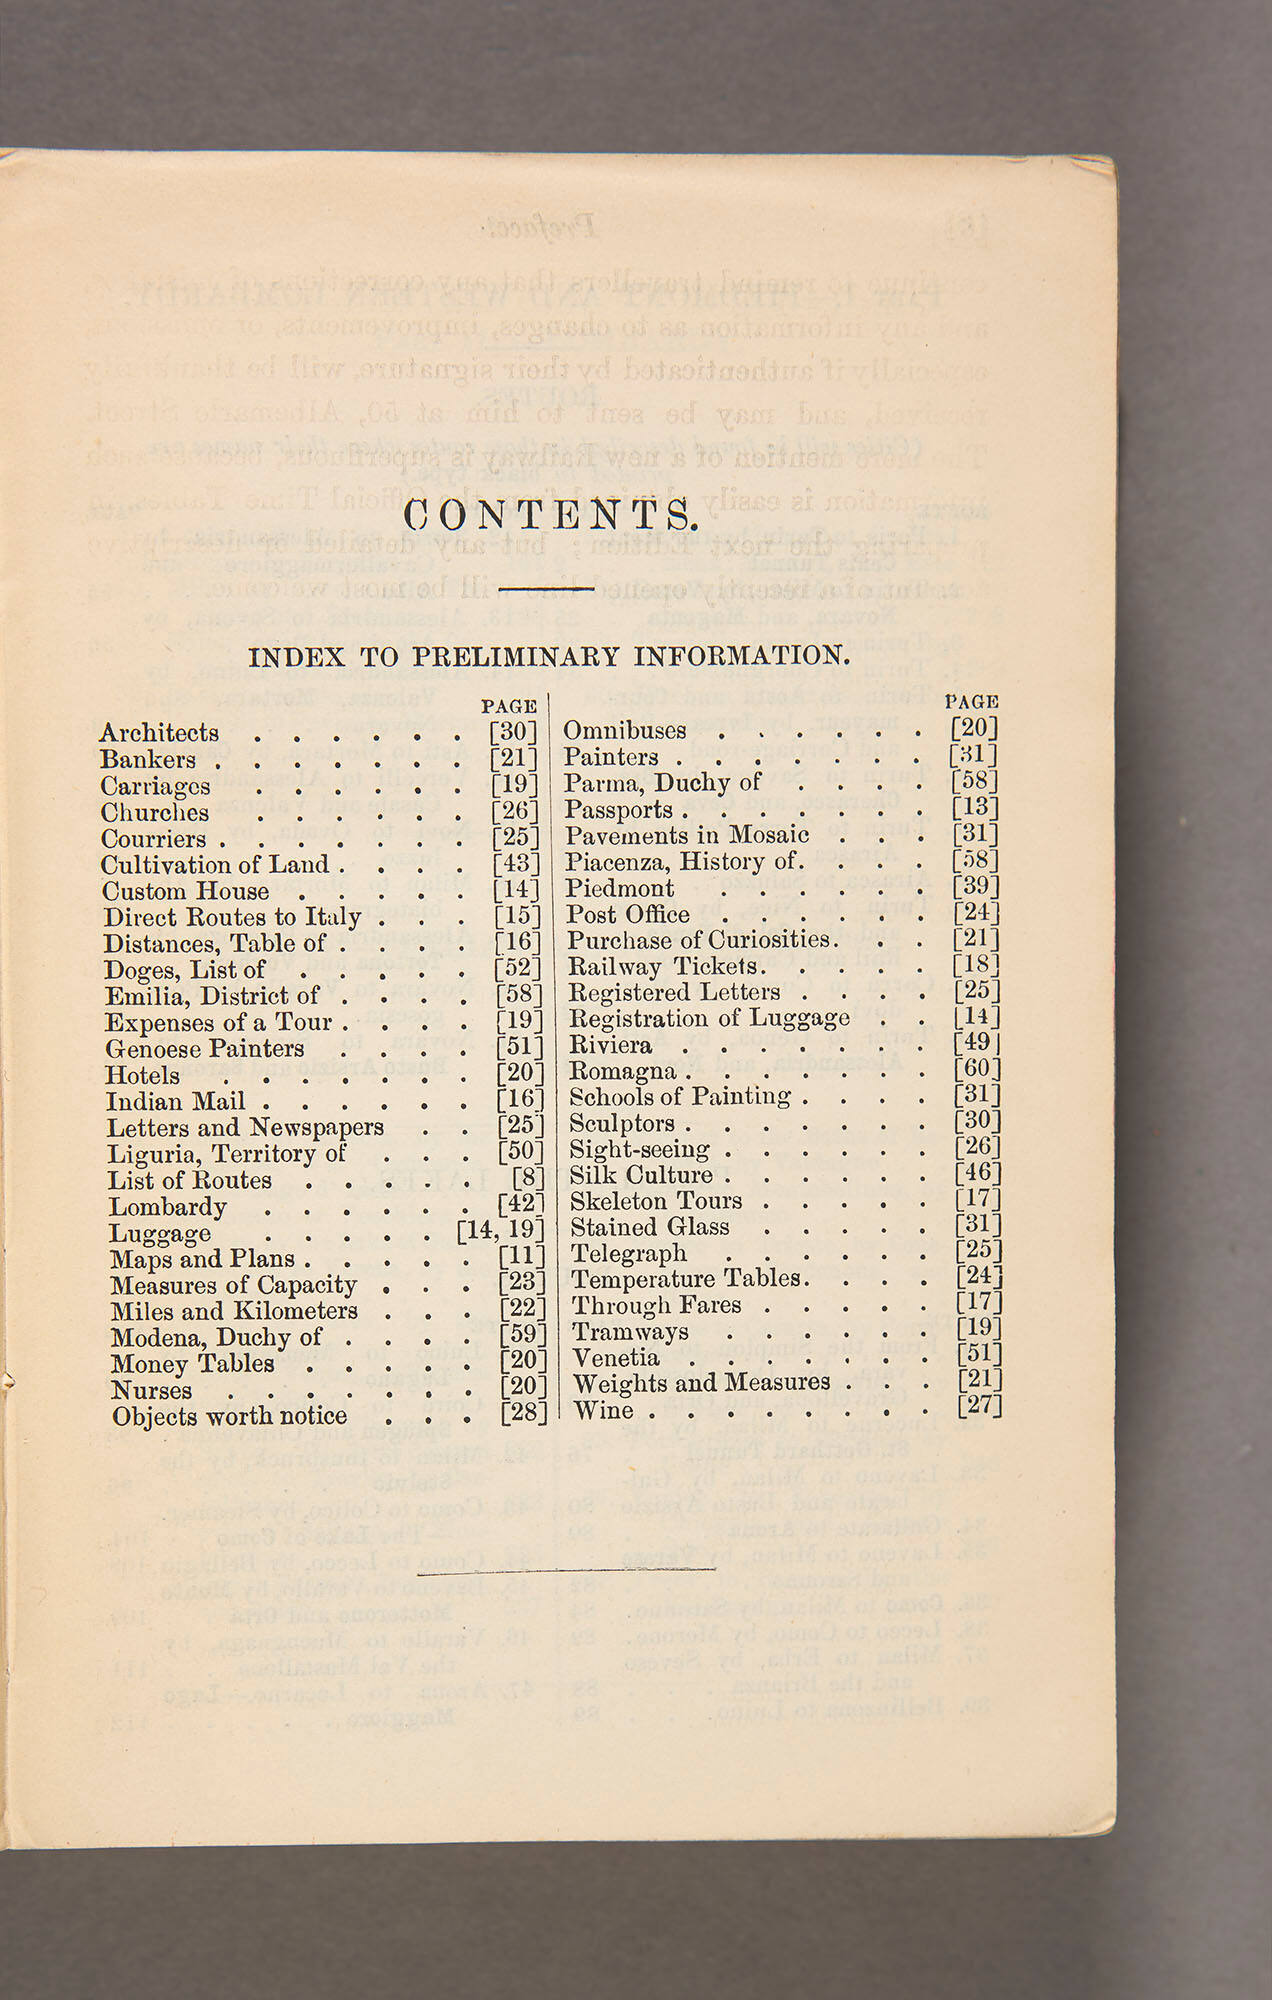 CONTENTS.
INDEX TO PRELIMINARY INFORMATION.
PAGE
Architects . . . . . . [30]
Bankers . . . . . . . [21]
Carriages . . . . . . [19]
Churches . . . . . . [26]
Courriers . . . . . . . [25]
Cultivation of Land . . . . [43]
Custom House . . . . . [14]
Direct Routes to Italy . . . [15]
Distances, Table of . . . . [16]
Doges, List of . . . . . [52]
Emilia, District of . . . . [58]
Expenses of a Tour . . . . [19]
Genoese Painters . . . . [51]
Hotels . . . . . . . [20]
Indian Mail . . . . . . [16]
Letters and Newspapers . . [25]
Liguria, Territory of . . . [50]
List of Routes . . . . . [8]
Lombardy . . . . . . [42]
Luggage . . . . . [14, 19]
Maps and Plans . . . . . [11]
Measures of Capacity . . . [23]
Miles and Kilometers . . . [22]
Modena, Duchy of . . . . [59]
Money Tables . . . . . [20]
Nurses . . . . . . . [20]
Objects worth notice . . . [28]
PAGE
Omnibuses . . . . . . [20]
Painters . . . . . . . [31]
Parma, Duchy of . . . . [58]
Passports . . . . . . . [13]
Pavements in Mosaic . . . [31]
Piacenza, History of. . . . [58]
Piedmont . . . . . . [39]
Post Office . . . . . . [24]
Purchase of Curiosities. . . [21]
Railway Tickets. . . . . [18]
Registered Letters . . . . [25]
Registration of Luggage . . [14]
Riviera . . . . . . . [49]
Romagna . . . . . . . [60]
Schools of Painting . . . . [31]
Sculptors . . . . . . . [30]
Sight-seeing . . . . . . [26]
Silk Culture . . . . . . [46]
Skeleton Tours . . . . . [17]
Stained Glass . . . . . [31]
Telegraph . . . . . . [25]
Temperature Tables. . . . [24]
Through Fares . . . . . [17]
Tramways . . . . . . [19]
Venetia . . . . . . . [51]
Weights and Measures . . . [21]
Wine . . . . . . . . [27]